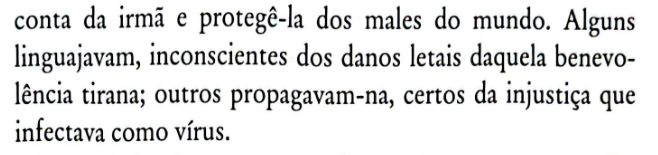 conta da irmã e protegê-la dos males do mundo. Alguns
linguajavam, inconscientes dos danos letais daquela benevo-
lência tirana; outros propagavam-na, certos da injustiça que
infectava como vírus.